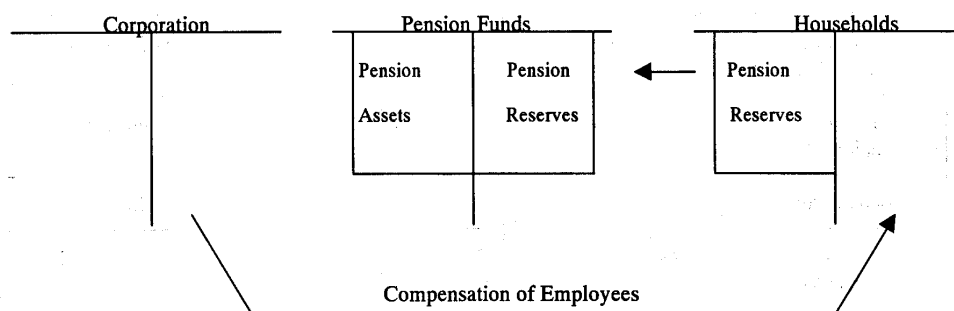 Corporation Pension Funds Households
Pension Pension Pension
Assets Reserves Reserves
Compensation of Employees